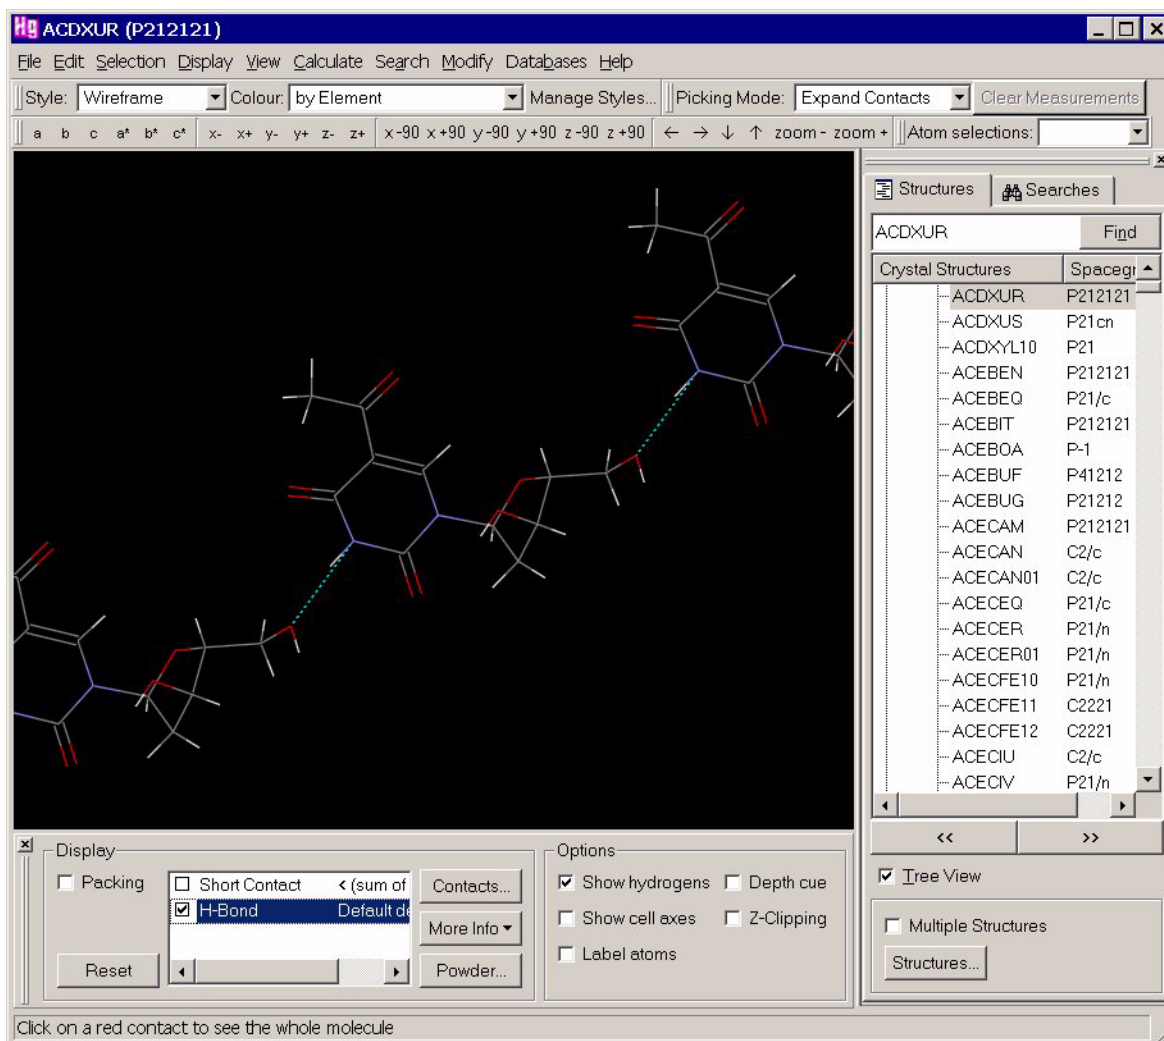 Hg ACDXUR (P212121)
File Edit Selection Display View Calculate Search Modify Databases Help
Style: Wireframe Colour: by Element Manage Styles... Picking Mode: Expand Contacts Clear Measurements
a b c a* b* c* x- x+ y- y+ z- z+ x-90 x+90 y-90 y+90 z-90 z+90 ← → ↓ ↑ zoom- zoom+ Atom selections:
Structures Searches
ACDXUR Find
Crystal Structures Spacegr
ACDXUR P212121
ACDXUS P21cn
ACDXYL10 P21
ACEBEN P212121
ACEBEQ P21/c
ACEBIT P212121
ACEBOA P-1
ACEBUF P41212
ACEBUG P21212
ACECAM P212121
ACECAN C2/c
ACECAN01 C2/c
ACECEQ P21/c
ACECER P21/n
ACECER01 P21/n
ACECFE10 P21/n
ACECFE11 C2221
ACECFE12 C2221
ACECIU C2/c
ACECIV P21/n
<< >>
Tree View
Multiple Structures
Structures...
Display
Packing
Short Contact < (sum of
H-Bond Default de
Reset
Contacts...
More Info
Powder...
Options
Show hydrogens Depth cue
Show cell axes Z-Clipping
Label atoms
Click on a red contact to see the whole molecule